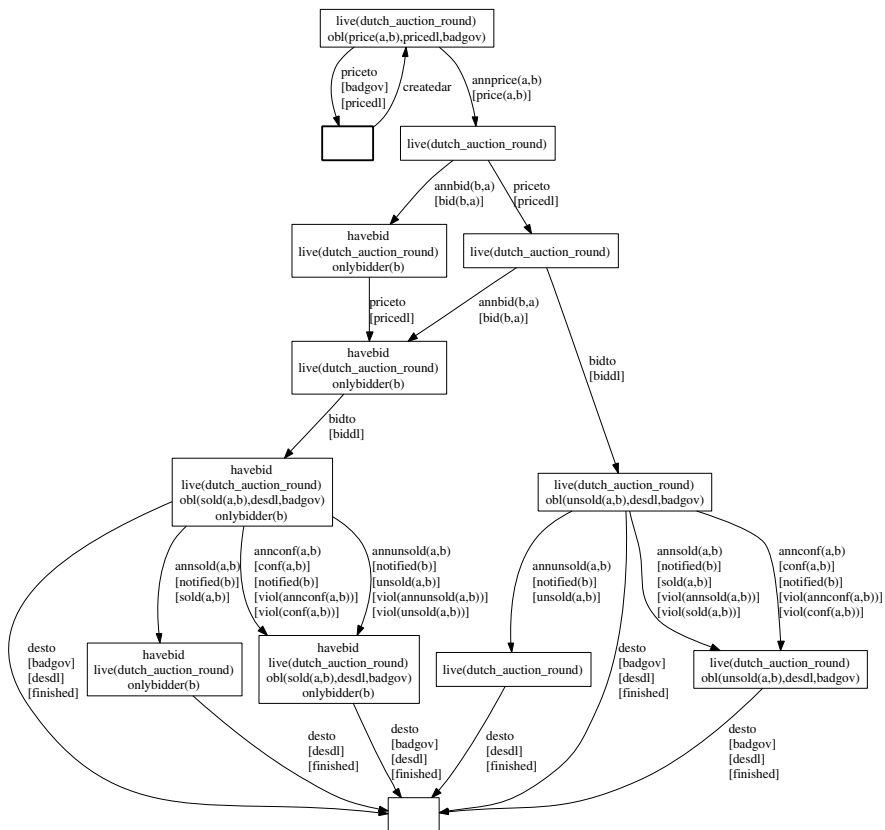 live(dutch_auction_round)
obl(price(a,b),pricedl,badgov)
priceto
[badgov]
[pricedl]
createdar
annprice(a,b)
[price(a,b)]
live(dutch_auction_round)
annbid(b,a)
[bid(b,a)]
priceto
[pricedl]
havebid
live(dutch_auction_round)
onlybidder(b)
live(dutch_auction_round)
priceto
[pricedl]
annbid(b,a)
[bid(b,a)]
havebid
live(dutch_auction_round)
onlybidder(b)
bidto
[biddl]
bidto
[biddl]
havebid
live(dutch_auction_round)
obl(sold(a,b),desdl,badgov)
onlybidder(b)
live(dutch_auction_round)
obl(unsold(a,b),desdl,badgov)
annsold(a,b)
[notified(b)]
[sold(a,b)]
annconf(a,b)
[conf(a,b)]
[notified(b)]
[viol(annconf(a,b))]
[viol(conf(a,b))]
annunsold(a,b)
[notified(b)]
[unsold(a,b)]
[viol(annunsold(a,b))]
[viol(unsold(a,b))]
annunsold(a,b)
[notified(b)]
[unsold(a,b)]
annsold(a,b)
[notified(b)]
[sold(a,b)]
[viol(annsold(a,b))]
[viol(sold(a,b))]
annconf(a,b)
[conf(a,b)]
[notified(b)]
[viol(annconf(a,b))]
[viol(conf(a,b))]
desto
[badgov]
[desdl]
[finished]
havebid
live(dutch_auction_round)
onlybidder(b)
havebid
live(dutch_auction_round)
obl(sold(a,b),desdl,badgov)
onlybidder(b)
live(dutch_auction_round)
desto
[badgov]
[desdl]
[finished]
live(dutch_auction_round)
obl(unsold(a,b),desdl,badgov)
desto
[desdl]
[finished]
desto
[badgov]
[desdl]
[finished]
desto
[desdl]
[finished]
desto
[badgov]
[desdl]
[finished]